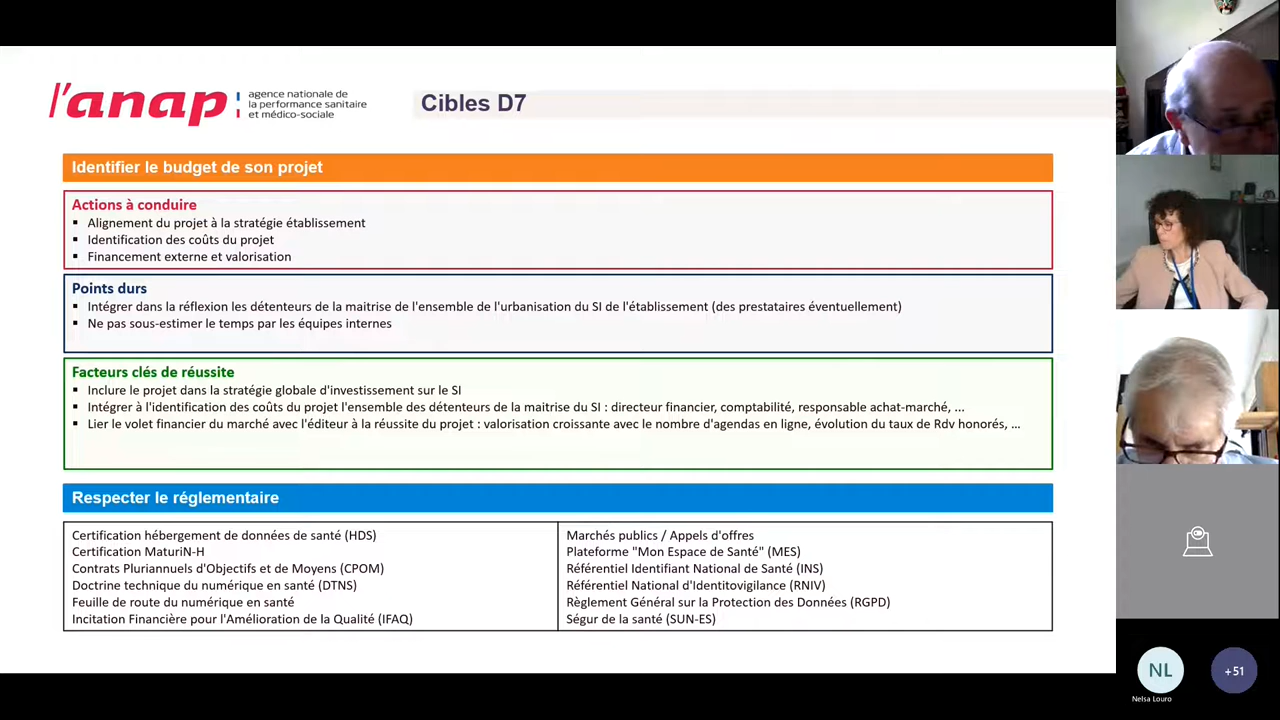 l'anap
agence nationale de
la performance sanitaire
et médico-sociale
Cibles D7
Identifier le budget de son projet
Actions à conduire
▪ Alignement du projet à la stratégie établissement
▪ Identification des coûts du projet
▪ Financement externe et valorisation
Points durs
▪ Intégrer dans la réflexion les détenteurs de la maitrise de l'ensemble de l'urbanisation du SI de l'établissement (des prestataires éventuellement)
▪ Ne pas sous-estimer le temps par les équipes internes
Facteurs clés de réussite
▪ Inclure le projet dans la stratégie globale d'investissement sur le SI
▪ Intégrer à l'identification des coûts du projet l'ensemble des détenteurs de la maitrise du SI : directeur financier, comptabilité, responsable achat-marché, ...
▪ Lier le volet financier du marché avec l'éditeur à la réussite du projet : valorisation croissante avec le nombre d'agendas en ligne, évolution du taux de Rdv honorés, ...
Respecter le réglementaire
Certification hébergement de données de santé (HDS)
Certification MaturiN-H
Contrats Pluriannuels d'Objectifs et de Moyens (CPOM)
Doctrine technique du numérique en santé (DTNS)
Feuille de route du numérique en santé
Incitation Financière pour l'Amélioration de la Qualité (IFAQ)
Marchés publics / Appels d'offres
Plateforme "Mon Espace de Santé" (MES)
Référentiel Identifiant National de Santé (INS)
Référentiel National d'Identitovigilance (RNIV)
Règlement Général sur la Protection des Données (RGPD)
Ségur de la santé (SUN-ES)
NL
+51
Nelsa Louro